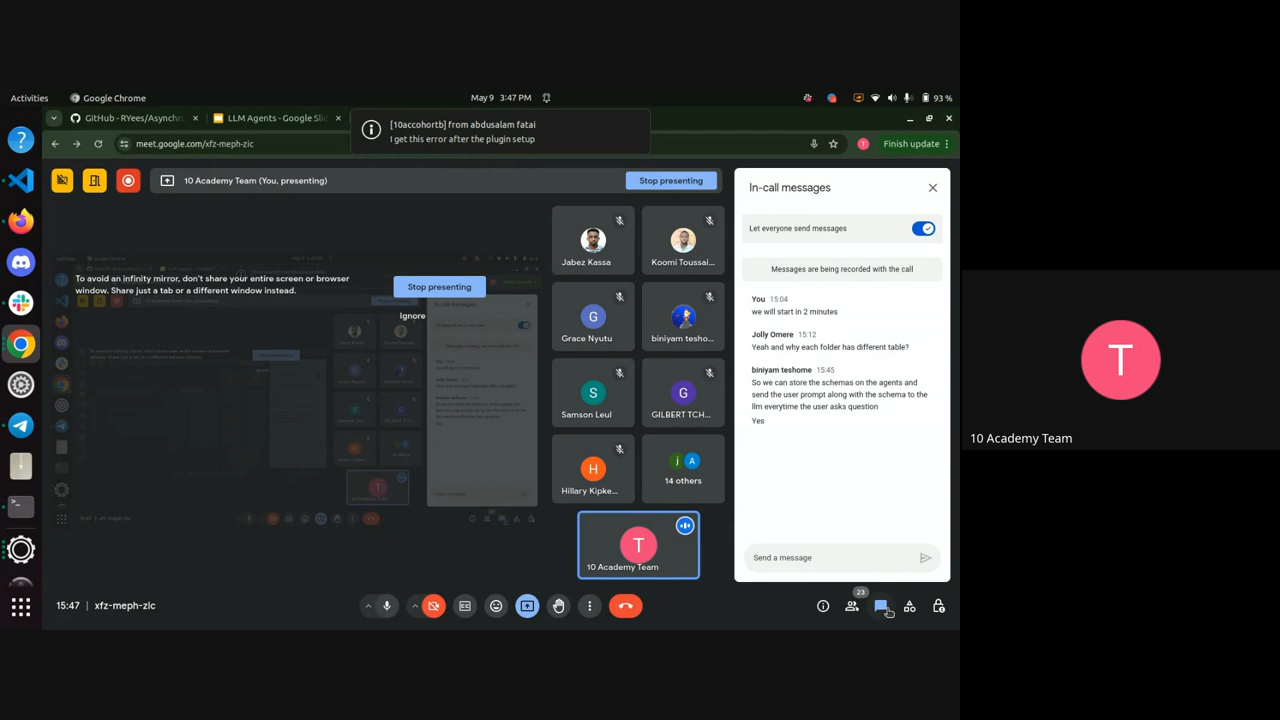 Activities
Google Chrome
May 9 3:47 PM
93 %
GitHub - RYees/Asynchr
LLM Agents - Google Slic
[10accohortb] from abdusalam fatai
I get this error after the plugin setup
meet.google.com/xfz-meph-zic
T
Finish update
10 Academy Team (You, presenting)
Stop presenting
To avoid an infinity mirror, don't share your entire screen or browser
window. Share just a tab or a different window instead.
Stop presenting
Ignore
Jabez Kassa
Koomi Toussai...
G
Grace Nyutu
biniyam tesho...
S
Samson Leul
G
GILBERT TCH...
H
Hillary Kipke...
j A
14 others
T
10 Academy Team
In-call messages
Let everyone send messages
Messages are being recorded with the call
You 15:04
we will start in 2 minutes
Jolly Omere 15:12
Yeah and why each folder has different table?
biniyam teshome 15:45
So we can store the schemas on the agents and
send the user prompt along with the schema to the
llm everytime the user asks question
Yes
Send a message
15:47 | xfz-meph-zic
23
T
10 Academy Team